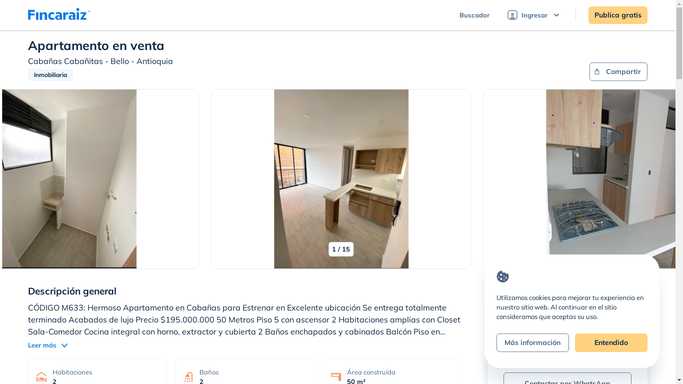 Fincaraiz
Buscador
Ingresar
Publica gratis
Apartamento en venta
Cabañas Cabañitas - Bello - Antioquia
Inmobiliaria
Compartir
1 / 15
Descripción general
CÓDIGO M633: Hermoso Apartamento en Cabañas para Estrenar en Excelente ubicación Se entrega totalmente
terminado Acabados de lujo Precio $195.000.000 50 Metros Piso 5 con ascensor 2 Habitaciones amplias con Closet
Sala-Comedor Cocina integral con horno, extractor y cubierta 2 Baños enchapados y cabinados Balcón Piso en...
Leer más
Habitaciones
2
Baños
2
Área construida
50 m²
Utilizamos cookies para mejorar tu experiencia en
nuestro sitio web. Al continuar en el sitio
consideramos que aceptas su uso.
Más información
Entendido
Contactar por WhatsApp